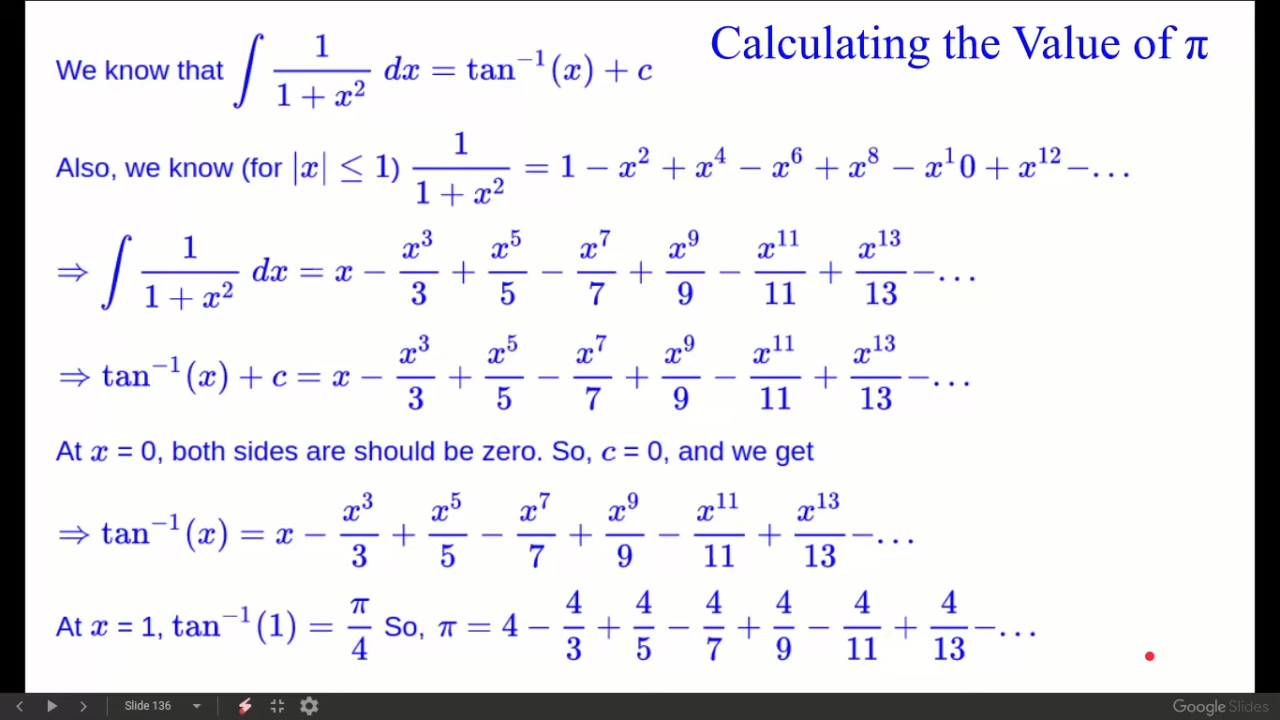 Calculating the Value of π
We know that ∫ 1/(1 + x²) dx = tan⁻¹(x) + c
Also, we know (for |x| ≤ 1) 1/(1 + x²) = 1 − x² + x⁴ − x⁶ + x⁸ − x¹0 + x¹² −…
⇒ ∫ 1/(1 + x²) dx = x − x³/3 + x⁵/5 − x⁷/7 + x⁹/9 − x¹¹/11 + x¹³/13 −…
⇒ tan⁻¹(x) + c = x − x³/3 + x⁵/5 − x⁷/7 + x⁹/9 − x¹¹/11 + x¹³/13 −…
At x = 0, both sides are should be zero. So, c = 0, and we get
⇒ tan⁻¹(x) = x − x³/3 + x⁵/5 − x⁷/7 + x⁹/9 − x¹¹/11 + x¹³/13 −…
At x = 1, tan⁻¹(1) = π/4 So, π = 4 − 4/3 + 4/5 − 4/7 + 4/9 − 4/11 + 4/13 −…
Slide 136
Google Slides